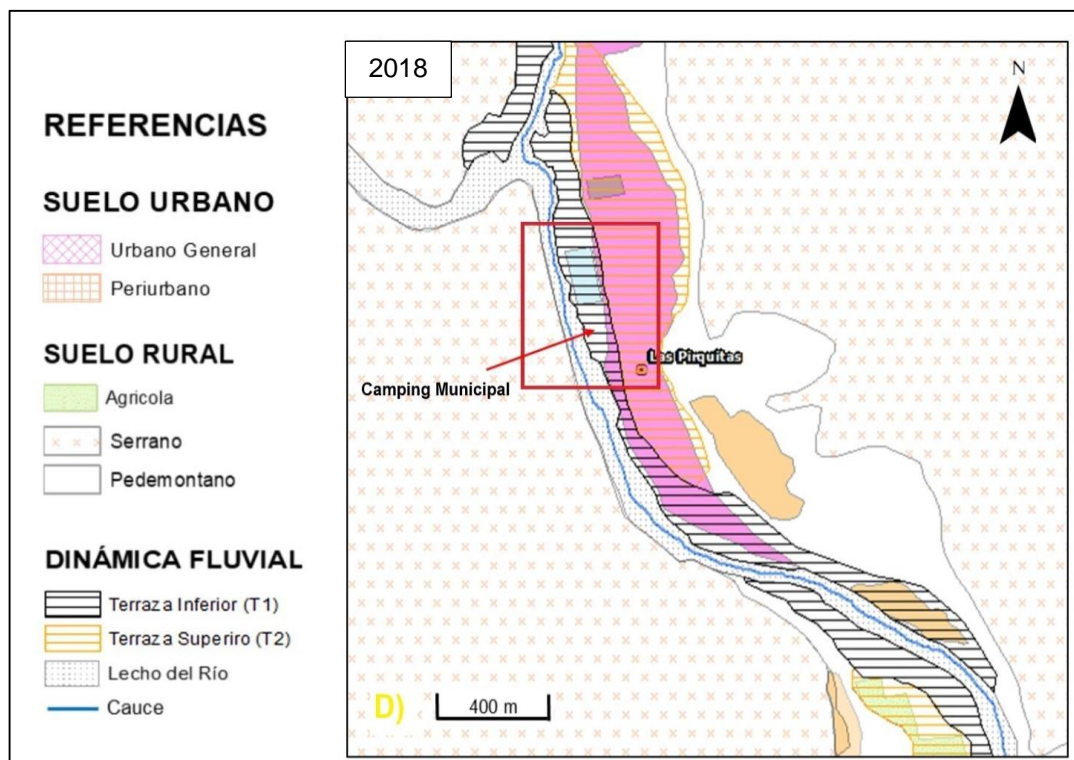 REFERENCIAS
SUELO URBANO
Urbano General
Periurbano
SUELO RURAL
Agrícola
Serrano
Pedemontano
DINÁMICA FLUVIAL
Terraza Inferior (T1)
Terraza Superiro (T2)
Lecho del Río
Cauce
2018
N
Las Pirquitas
Camping Municipal
D)
400 m